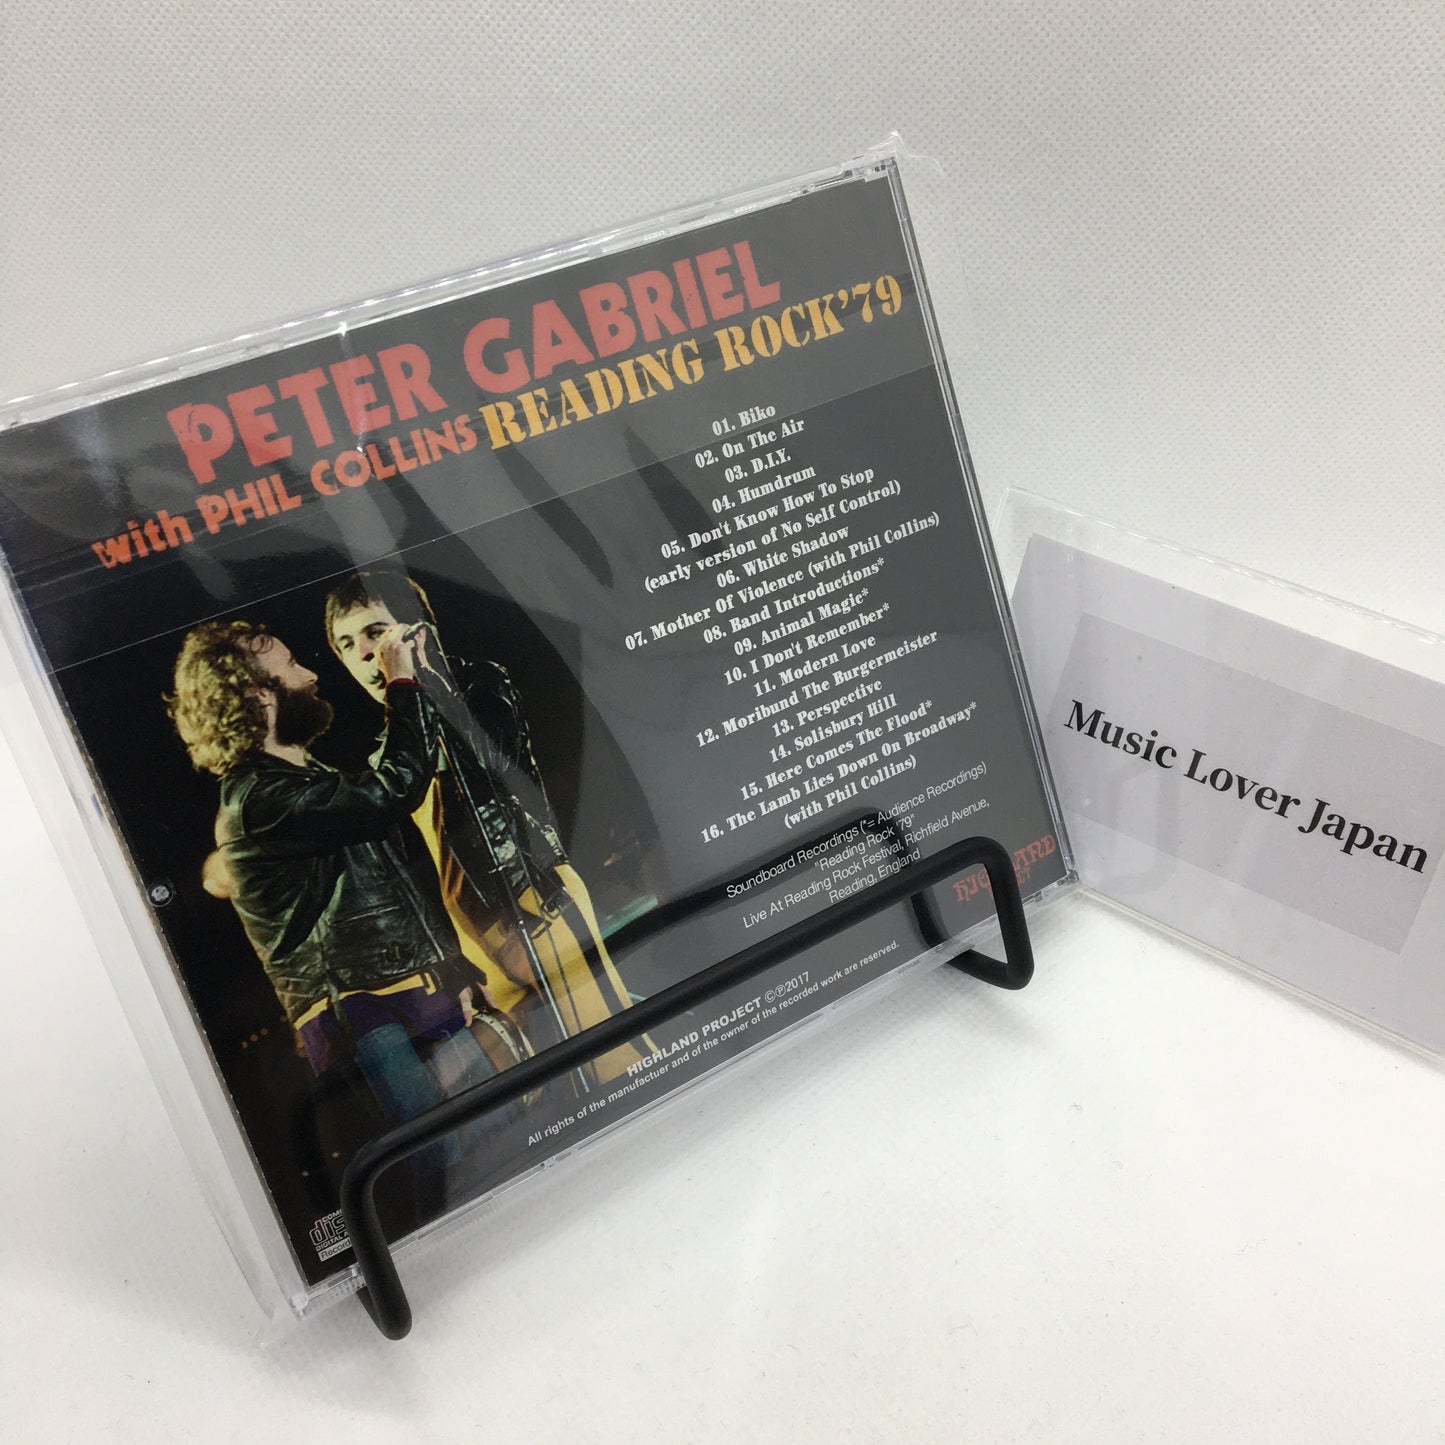 PETER GABRIEL
with PHIL COLLINS READING ROCK'79
01. Biko
02. On The Air
03. D.I.Y.
04. Humdrum
05. Don't Know How To Stop
(early version of No Self Control)
06. White Shadow
07. Mother Of Violence (with Phil Collins)
08. Band Introductions*
09. Animal Magic*
10. I Don't Remember*
11. Modern Love
12. Moribund The Burgermeister
13. Perspective
14. Solisbury Hill
15. Here Comes The Flood*
16. The Lamb Lies Down On Broadway*
(with Phil Collins)
Soundboard Recordings (*= Audience Recordings)
"Reading Rock '79"
Live At Reading Rock Festival, Richfield Avenue,
Reading, England
HIGHLAND PROJECT ©℗2017
All rights of the manufactuer and of the owner of the recorded work are reserved.
Music Lover Japan